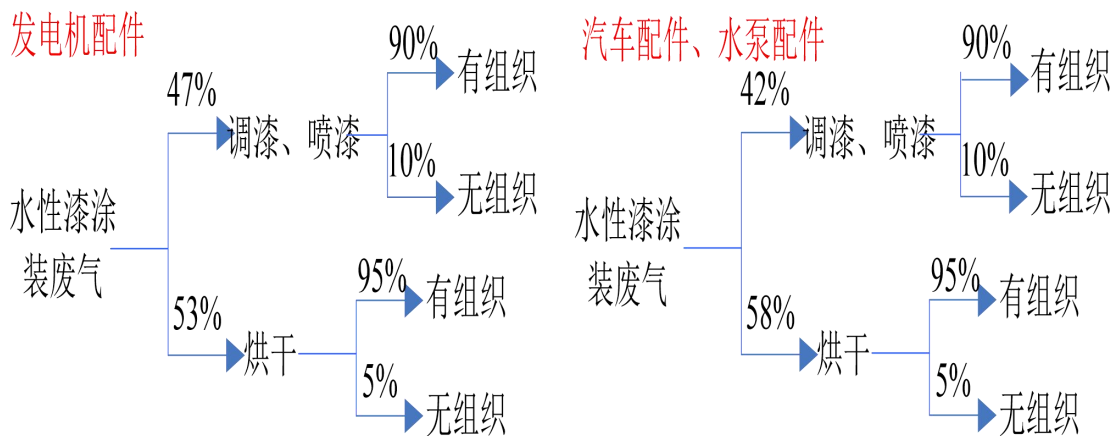 发电机配件
90%
有组织
47%
调漆、喷漆
10%
无组织
水性漆涂
装废气
95%
有组织
53%
烘干
5%
无组织
汽车配件、水泵配件
90%
有组织
42%
调漆、喷漆
10%
无组织
水性漆涂
装废气
95%
有组织
58%
烘干
5%
无组织